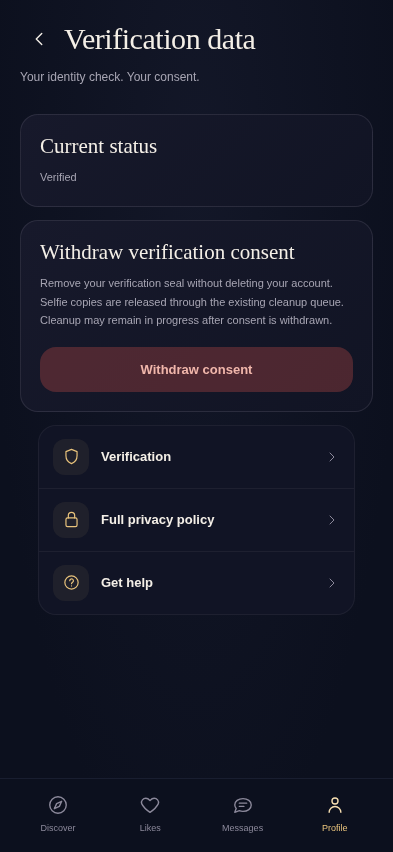 Verification data
Your identity check. Your consent.
Current status
Verified
Withdraw verification consent
Remove your verification seal without deleting your account.
Selfie copies are released through the existing cleanup queue.
Cleanup may remain in progress after consent is withdrawn.
Withdraw consent
Verification
Full privacy policy
Get help
Discover
Likes
Messages
Profile